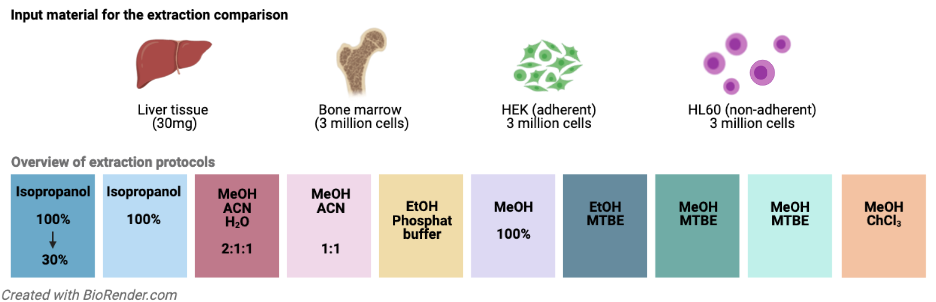 Input material for the extraction comparison
Liver tissue
(30mg)
Bone marrow
(3 million cells)
HEK (adherent)
3 million cells
HL60 (non-adherent)
3 million cells
Overview of extraction protocols
Isopropanol
100%
30%
Isopropanol
100%
MeOH
ACN
H₂O
2:1:1
MeOH
ACN
1:1
EtOH
Phosphat
buffer
MeOH
100%
EtOH
MTBE
MeOH
MTBE
MeOH
MTBE
MeOH
ChCl₃
Created with BioRender.com